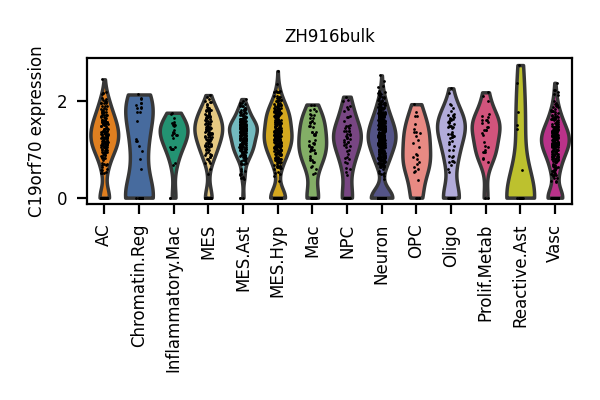 ZH916bulk
C19orf70 expression
2
0
AC
Chromatin.Reg
Inflammatory.Mac
MES
MES.Ast
MES.Hyp
Mac
NPC
Neuron
OPC
Oligo
Prolif.Metab
Reactive.Ast
Vasc